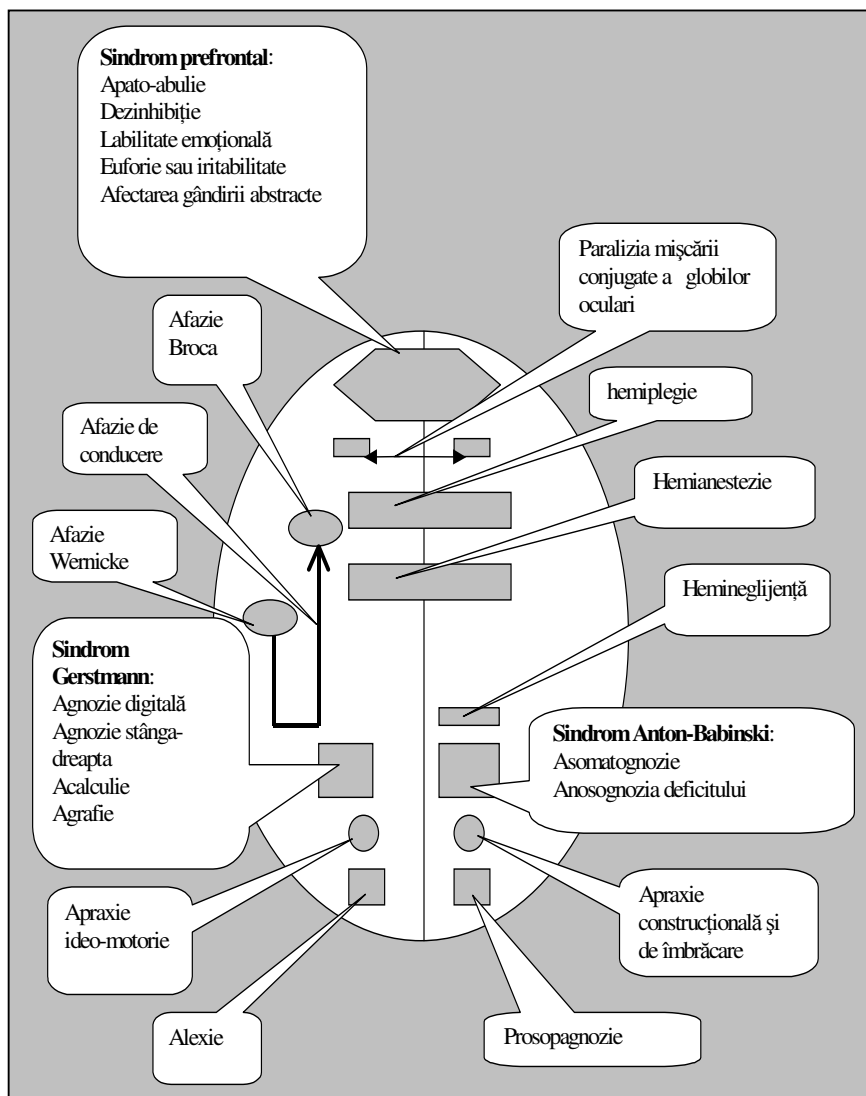 Sindrom prefrontal:
Apato-abulie
Dezinhibiție
Labilitate emoțională
Euforie sau iritabilitate
Afectarea gândirii abstracte
Paralizia mișcării
conjugate a globilor
oculari
Afazie
Broca
hemiplegie
Afazie de
conducere
Hemianestezie
Afazie
Wernicke
Hemineglijență
Sindrom
Gerstmann:
Agnozie digitală
Agnozie stânga-
dreapta
Acalculie
Agrafie
Sindrom Anton-Babinski:
Asomatognozie
Anosognozia deficitului
Apraxie
ideo-motorie
Apraxie
construcțională şi
de îmbrăcare
Alexie
Prosopagnozie